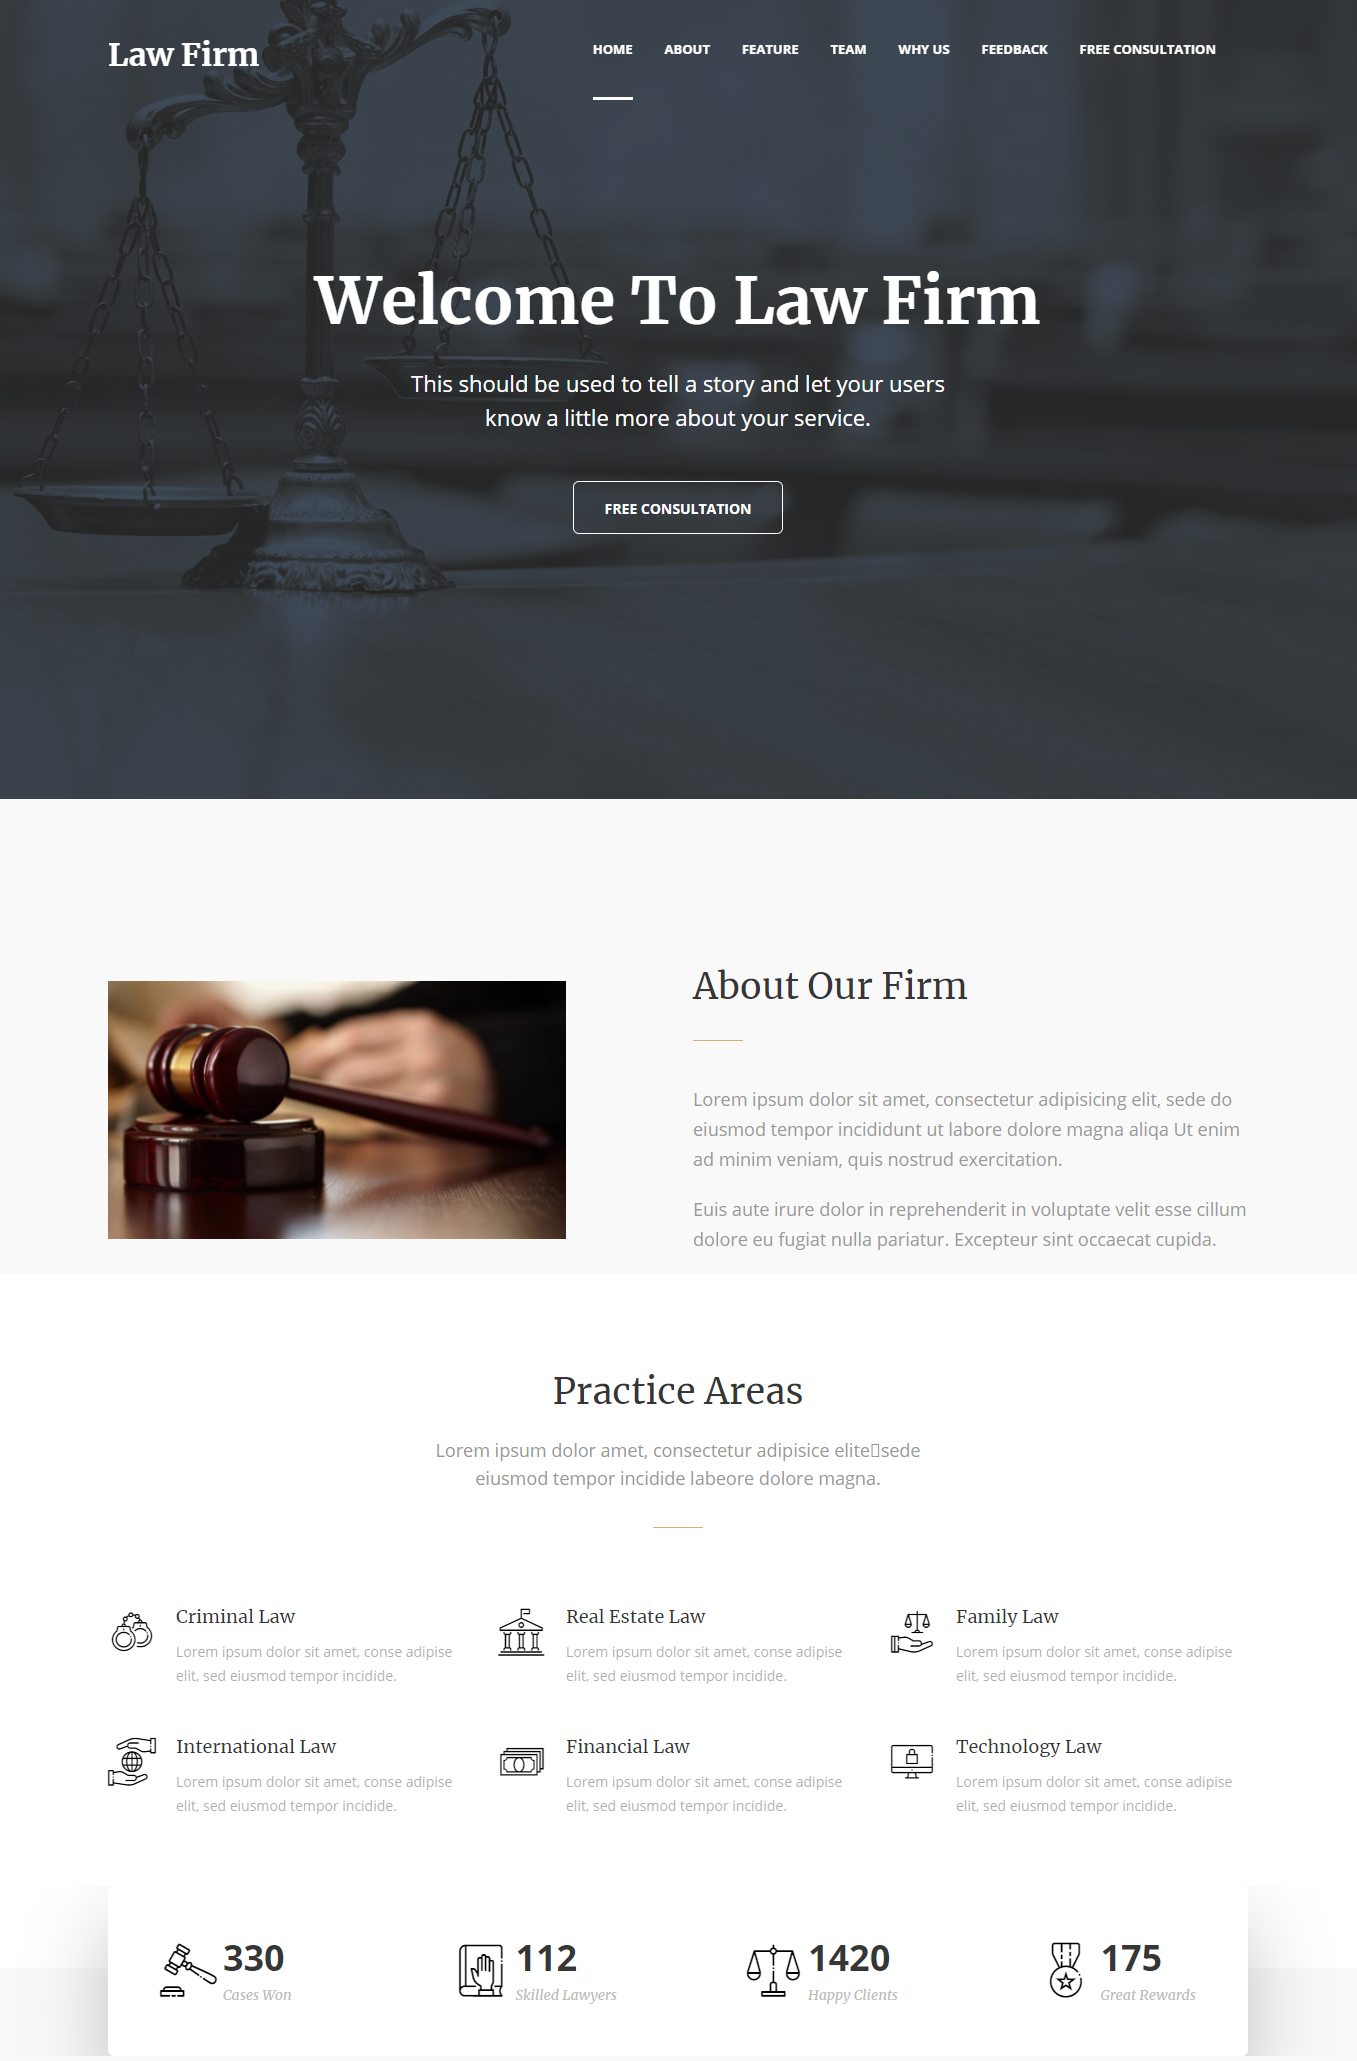 Law Firm
HOME ABOUT FEATURE TEAM WHY US FEEDBACK FREE CONSULTATION
Welcome To Law Firm
This should be used to tell a story and let your users
know a little more about your service.
FREE CONSULTATION
About Our Firm
Lorem ipsum dolor sit amet, consectetur adipisicing elit, sede do
eiusmod tempor incididunt ut labore dolore magna aliqa Ut enim
ad minim veniam, quis nostrud exercitation.
Euis aute irure dolor in reprehenderit in voluptate velit esse cillum
dolore eu fugiat nulla pariatur. Excepteur sint occaecat cupida.
Practice Areas
Lorem ipsum dolor amet, consectetur adipisice elite▯sede
eiusmod tempor incidide labeore dolore magna.
Criminal Law
Lorem ipsum dolor sit amet, conse adipise
elit, sed eiusmod tempor incidide.
Real Estate Law
Lorem ipsum dolor sit amet, conse adipise
elit, sed eiusmod tempor incidide.
Family Law
Lorem ipsum dolor sit amet, conse adipise
elit, sed eiusmod tempor incidide.
International Law
Lorem ipsum dolor sit amet, conse adipise
elit, sed eiusmod tempor incidide.
Financial Law
Lorem ipsum dolor sit amet, conse adipise
elit, sed eiusmod tempor incidide.
Technology Law
Lorem ipsum dolor sit amet, conse adipise
elit, sed eiusmod tempor incidide.
330
Cases Won
112
Skilled Lawyers
1420
Happy Clients
175
Great Rewards